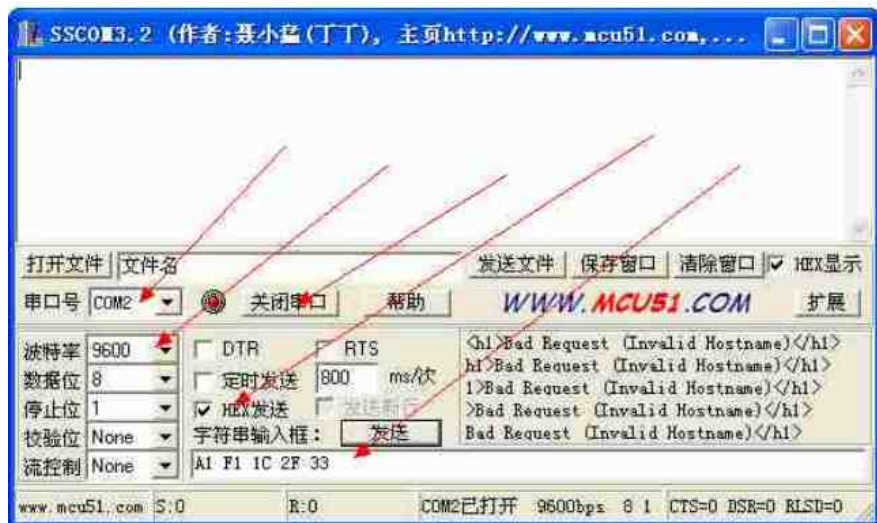 SSCOM3.2 (作者:聂小猛(丁丁), 主页http://www.mcu51.com,...
打开文件 文件名 发送文件 保存窗口 清除窗口 HEX显示
串口号 COM2 关闭串口 帮助 WWW.MCU51.COM 扩展
波特率 9600 DTR RTS <h1>Bad Request (Invalid Hostname)</h1>
数据位 8 定时发送 800 ms/次 h1>Bad Request (Invalid Hostname)</h1>
1>Bad Request (Invalid Hostname)</h1>
停止位 1 HEX发送 发送新行 >Bad Request (Invalid Hostname)</h1>
校验位 None 字符串输入框: 发送 Bad Request (Invalid Hostname)</h1>
流控制 None A1 F1 1C 2F 33
www.mcu51.com S:0 R:0 COM2已打开 9600bps 8 1 CTS=0 DSR=0 RLSD=0